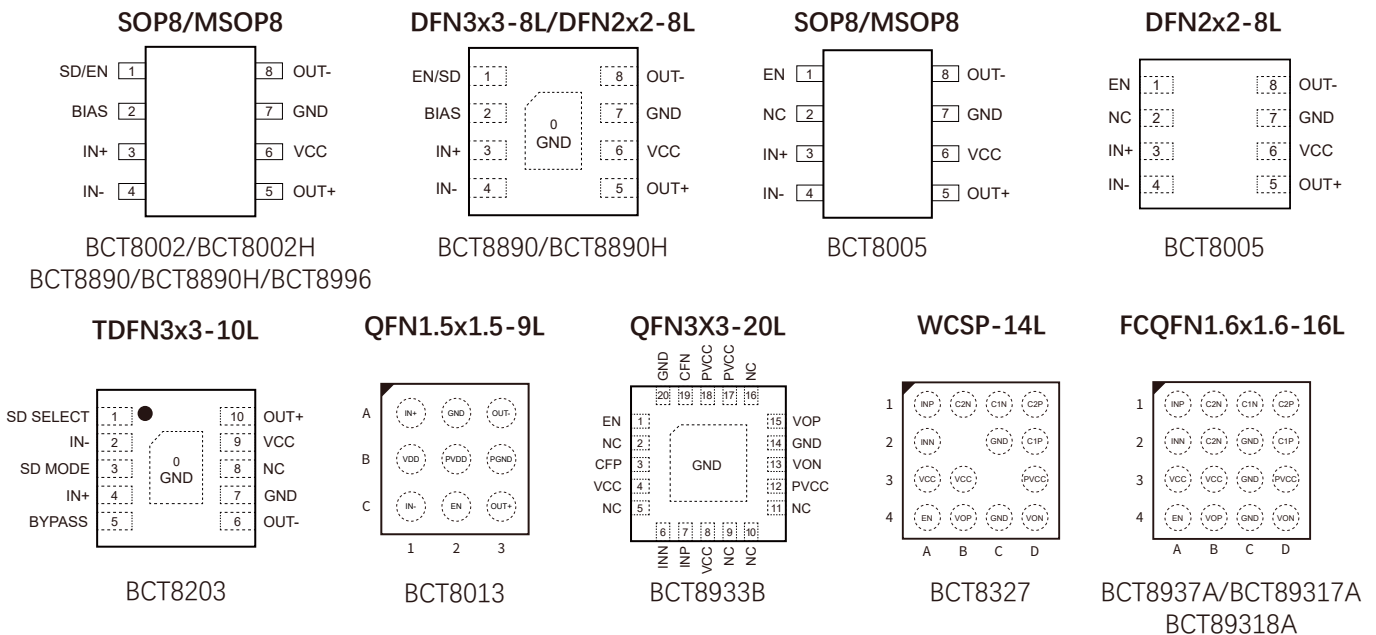 SOP8/MSOP8
SD/EN 1
BIAS 2
IN+ 3
IN- 4
8 OUT-
7 GND
6 VCC
5 OUT+
BCT8002/BCT8002H
BCT8890/BCT8890H/BCT8996
DFN3x3-8L/DFN2x2-8L
EN/SD 1
BIAS 2
IN+ 3
IN- 4
0
GND
8 OUT-
7 GND
6 VCC
5 OUT+
BCT8890/BCT8890H
SOP8/MSOP8
EN 1
NC 2
IN+ 3
IN- 4
8 OUT-
7 GND
6 VCC
5 OUT+
BCT8005
DFN2x2-8L
EN 1
NC 2
IN+ 3
IN- 4
8 OUT-
7 GND
6 VCC
5 OUT+
BCT8005
TDFN3x3-10L
SD SELECT 1
IN- 2
SD MODE 3
IN+ 4
BYPASS 5
0
GND
10 OUT+
9 VCC
8 NC
7 GND
6 OUT-
BCT8203
QFN1.5x1.5-9L
A IN+ GND OUT-
B VDD PVDD PGND
C IN- EN OUT+
1 2 3
BCT8013
QFN3X3-20L
GND CFN PVCC PVCC NC
20 19 18 17 16
EN 1
NC 2
CFP 3
VCC 4
NC 5
GND
15 VOP
14 GND
13 VON
12 PVCC
11 NC
6 7 8 9 10
INN INP VCC NC NC
BCT8933B
WCSP-14L
1 INP C2N C1N C2P
2 INN GND C1P
3 VCC VCC PVCC
4 EN VOP GND VON
A B C D
BCT8327
FCQFN1.6x1.6-16L
1 INP C2N C1N C2P
2 INN C2N GND C1P
3 VCC VCC GND PVCC
4 EN VOP GND VON
A B C D
BCT8937A/BCT89317A
BCT89318A